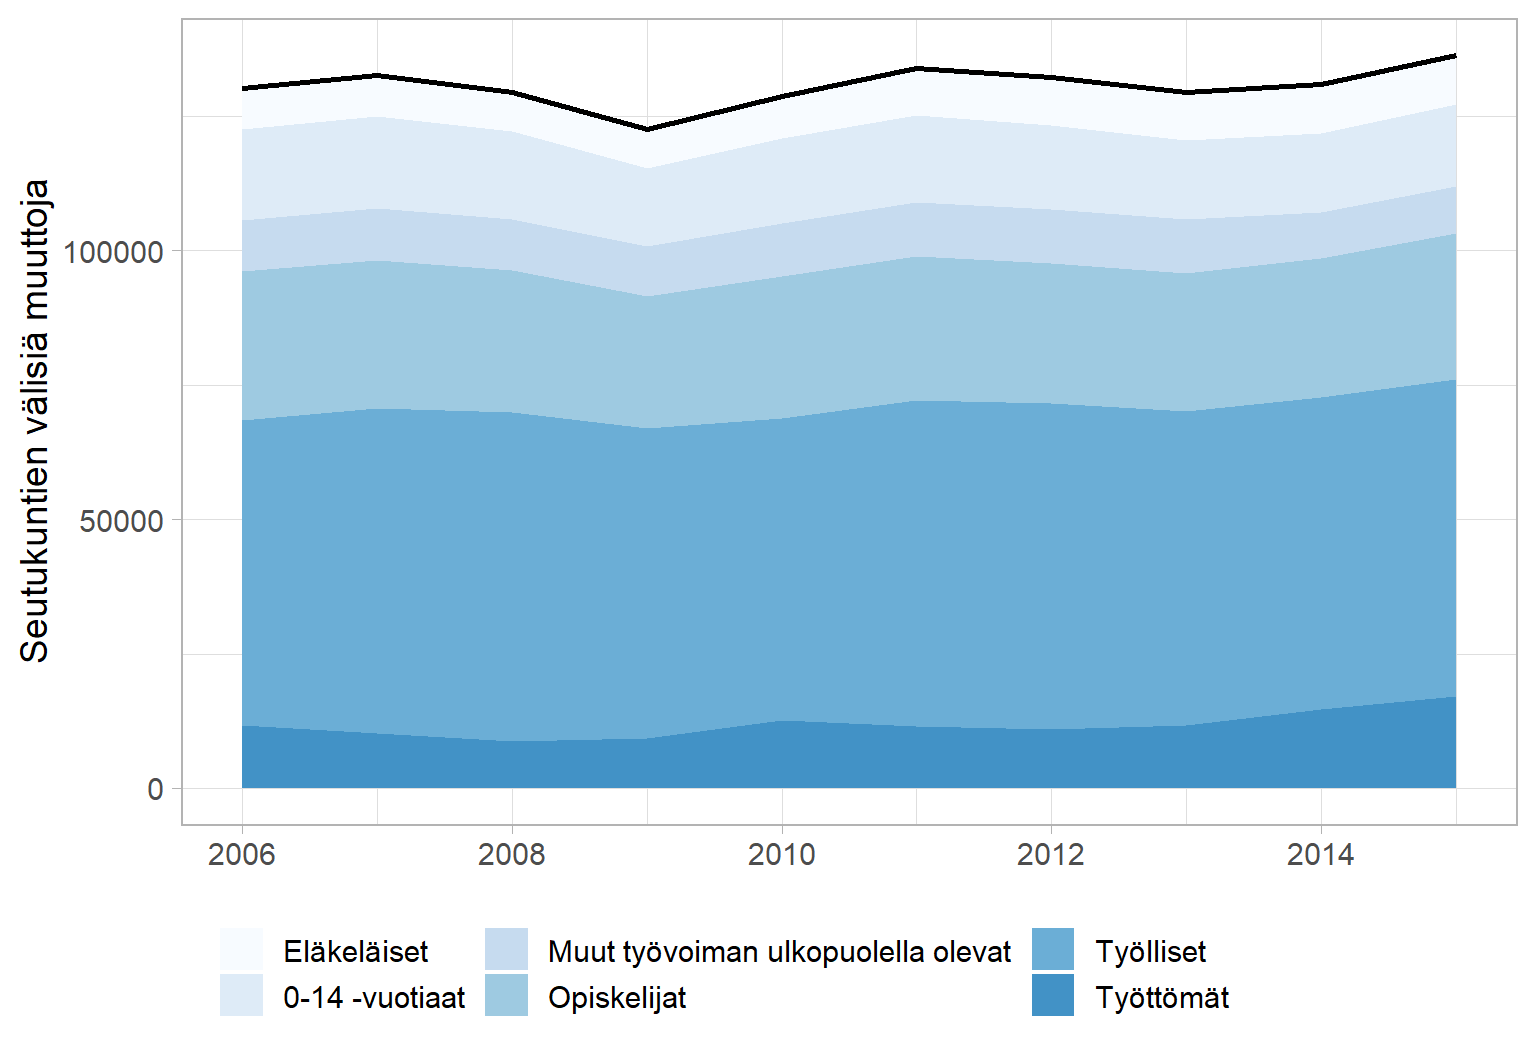 Seutukuntien välisiä muuttoja
100000
50000
0
2006 2008 2010 2012 2014
Eläkeläiset Muut työvoiman ulkopuolella olevat Työlliset
0-14 -vuotiaat Opiskelijat Työttömät